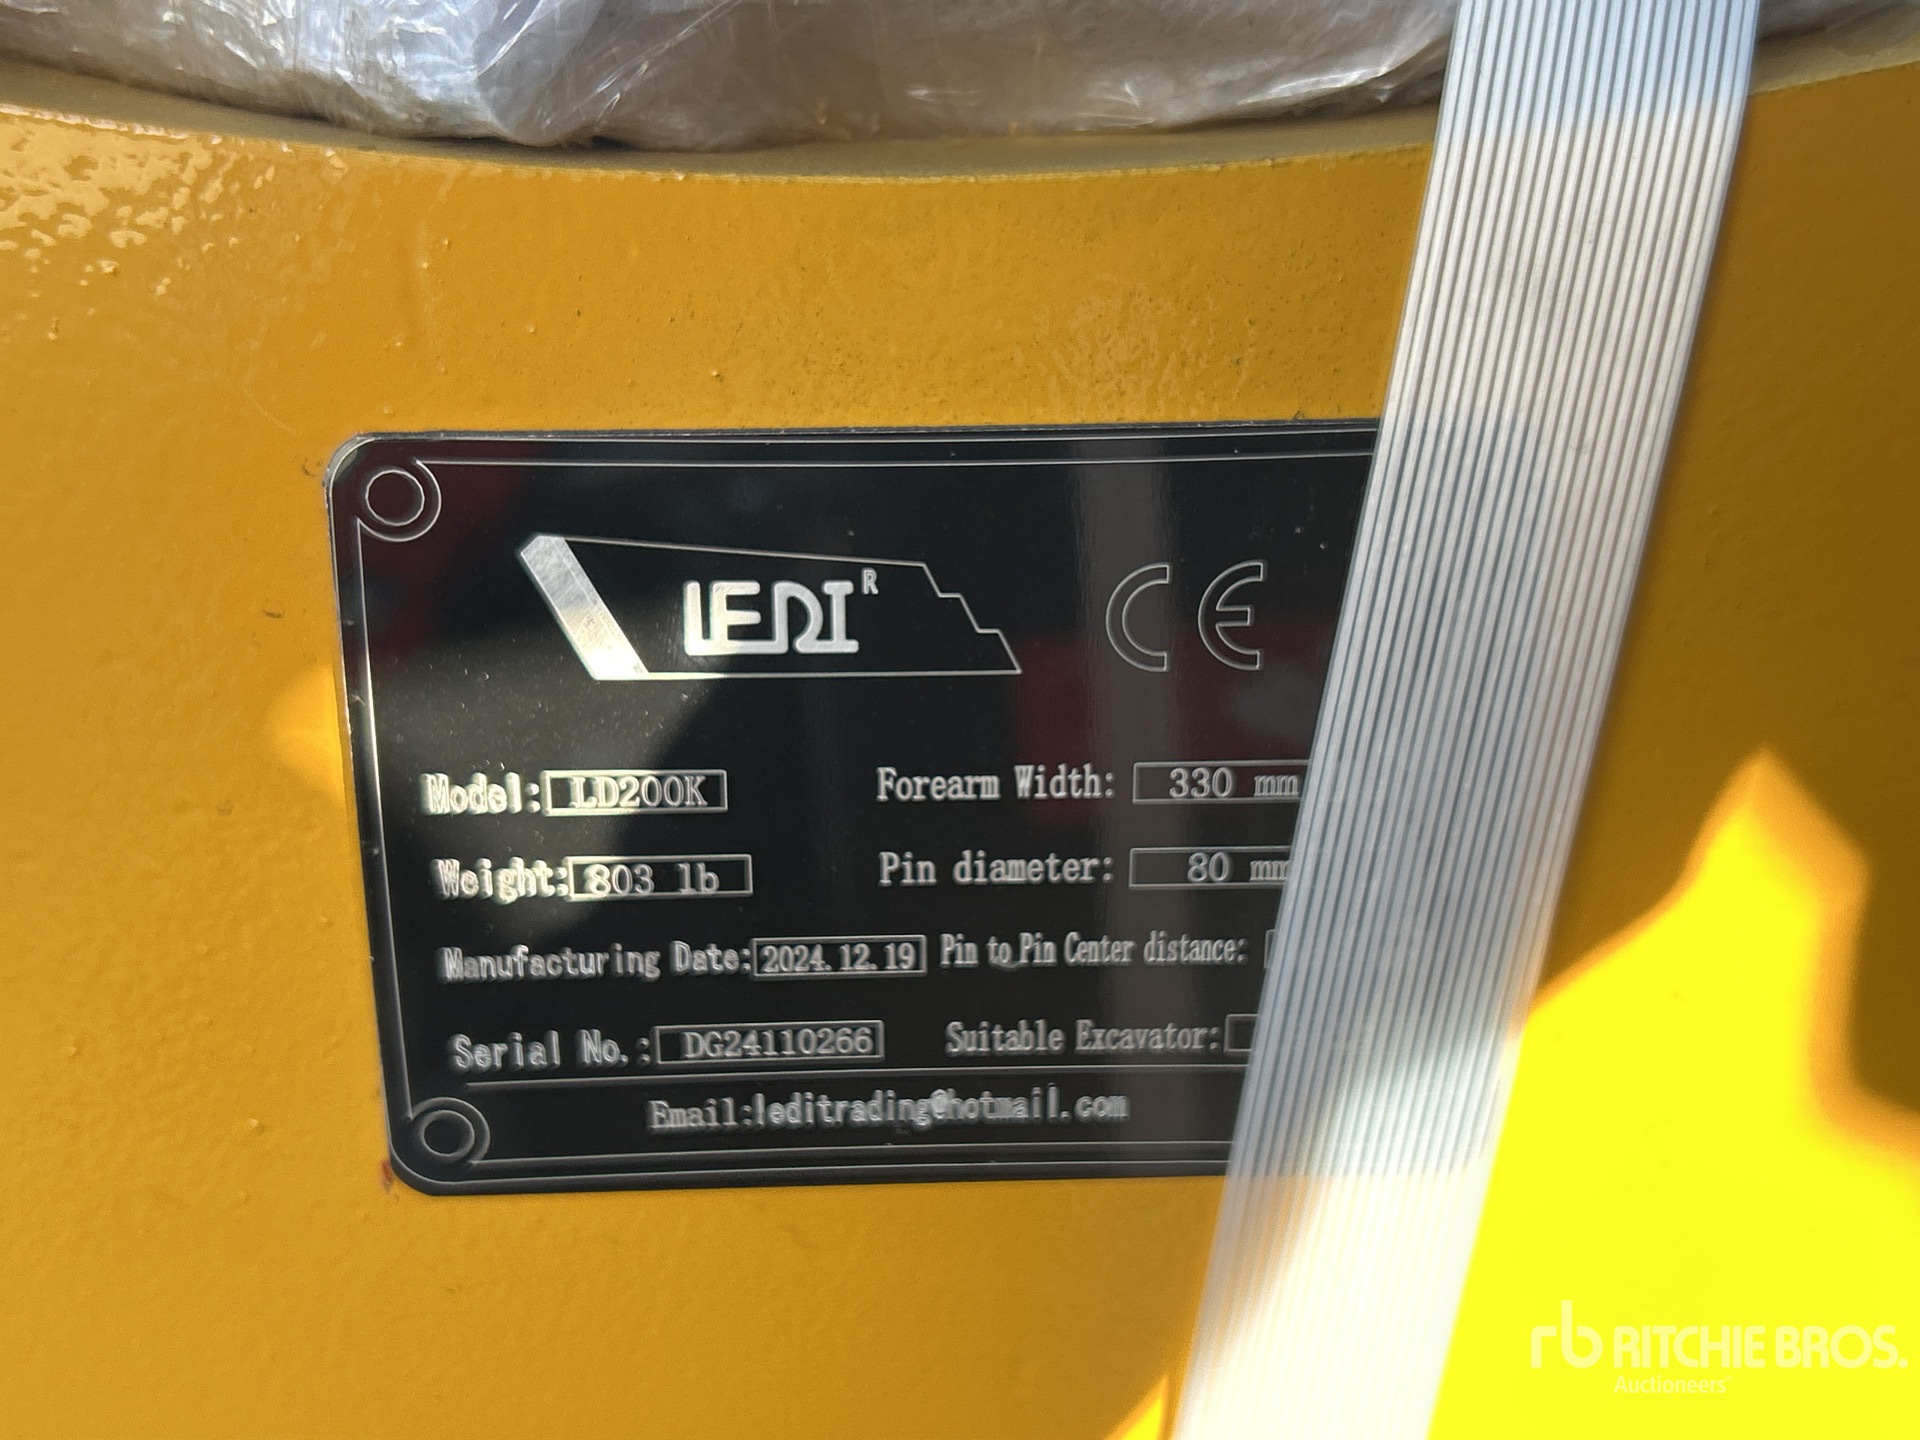 LEDI R CE
Model: LD200K Forearm Width: 330 mm
Weight: 803 lb Pin diameter: 80 mm
Manufacturing Date: 2024.12.19 Pin to Pin Center distance:
Serial No.: DG24110266 Suitable Excavator:
Email:leditrading@hotmail.com
rb RITCHIE BROS.
Auctioneers